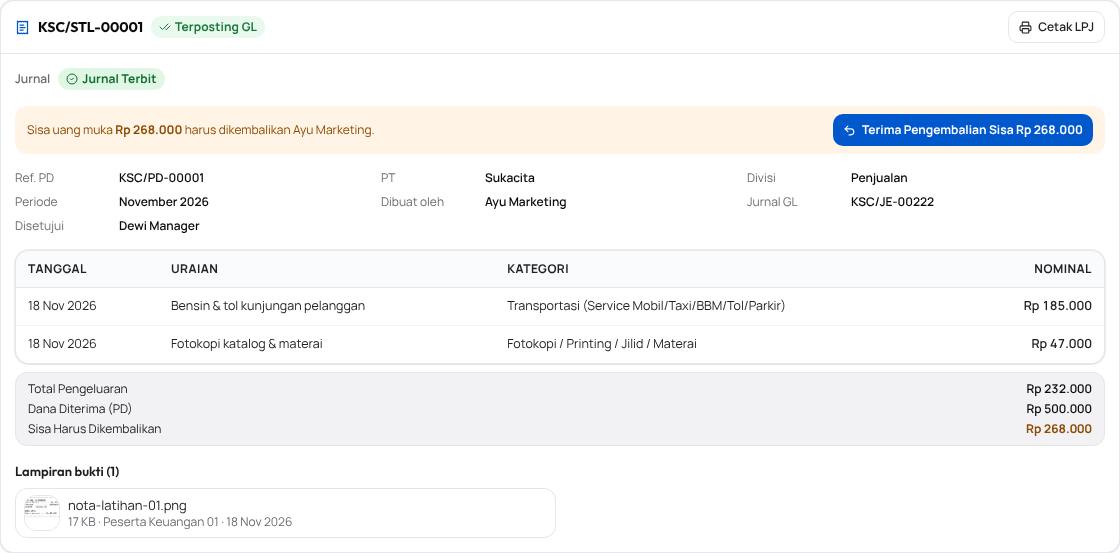 KSC/STL-00001 Terposting GL Cetak LPJ
Jurnal Jurnal Terbit
Sisa uang muka Rp 268.000 harus dikembalikan Ayu Marketing. Terima Pengembalian Sisa Rp 268.000
Ref. PD KSC/PD-00001 PT Sukacita Divisi Penjualan
Periode November 2026 Dibuat oleh Ayu Marketing Jurnal GL KSC/JE-00222
Disetujui Dewi Manager
TANGGAL URAIAN KATEGORI NOMINAL
18 Nov 2026 Bensin & tol kunjungan pelanggan Transportasi (Service Mobil/Taxi/BBM/Tol/Parkir) Rp 185.000
18 Nov 2026 Fotokopi katalog & materai Fotokopi / Printing / Jilid / Materai Rp 47.000
Total Pengeluaran Rp 232.000
Dana Diterima (PD) Rp 500.000
Sisa Harus Dikembalikan Rp 268.000
Lampiran bukti (1)
nota-latihan-01.png
17 KB · Peserta Keuangan 01 · 18 Nov 2026